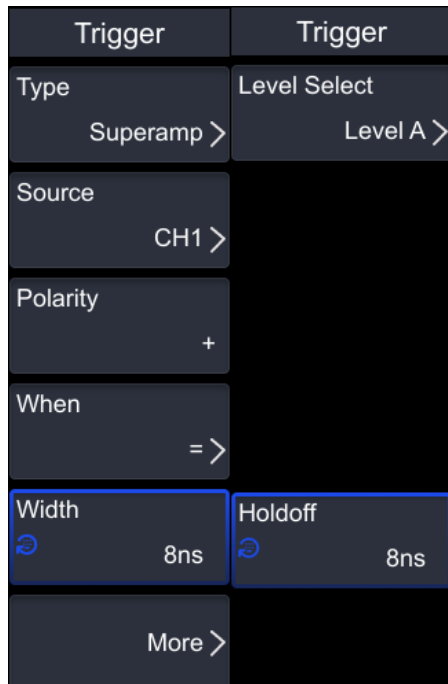 Trigger
Type
Superamp >
Source
CH1 >
Polarity
+
When
= >
Width
8ns
More >
Trigger
Level Select
Level A >
Holdoff
8ns